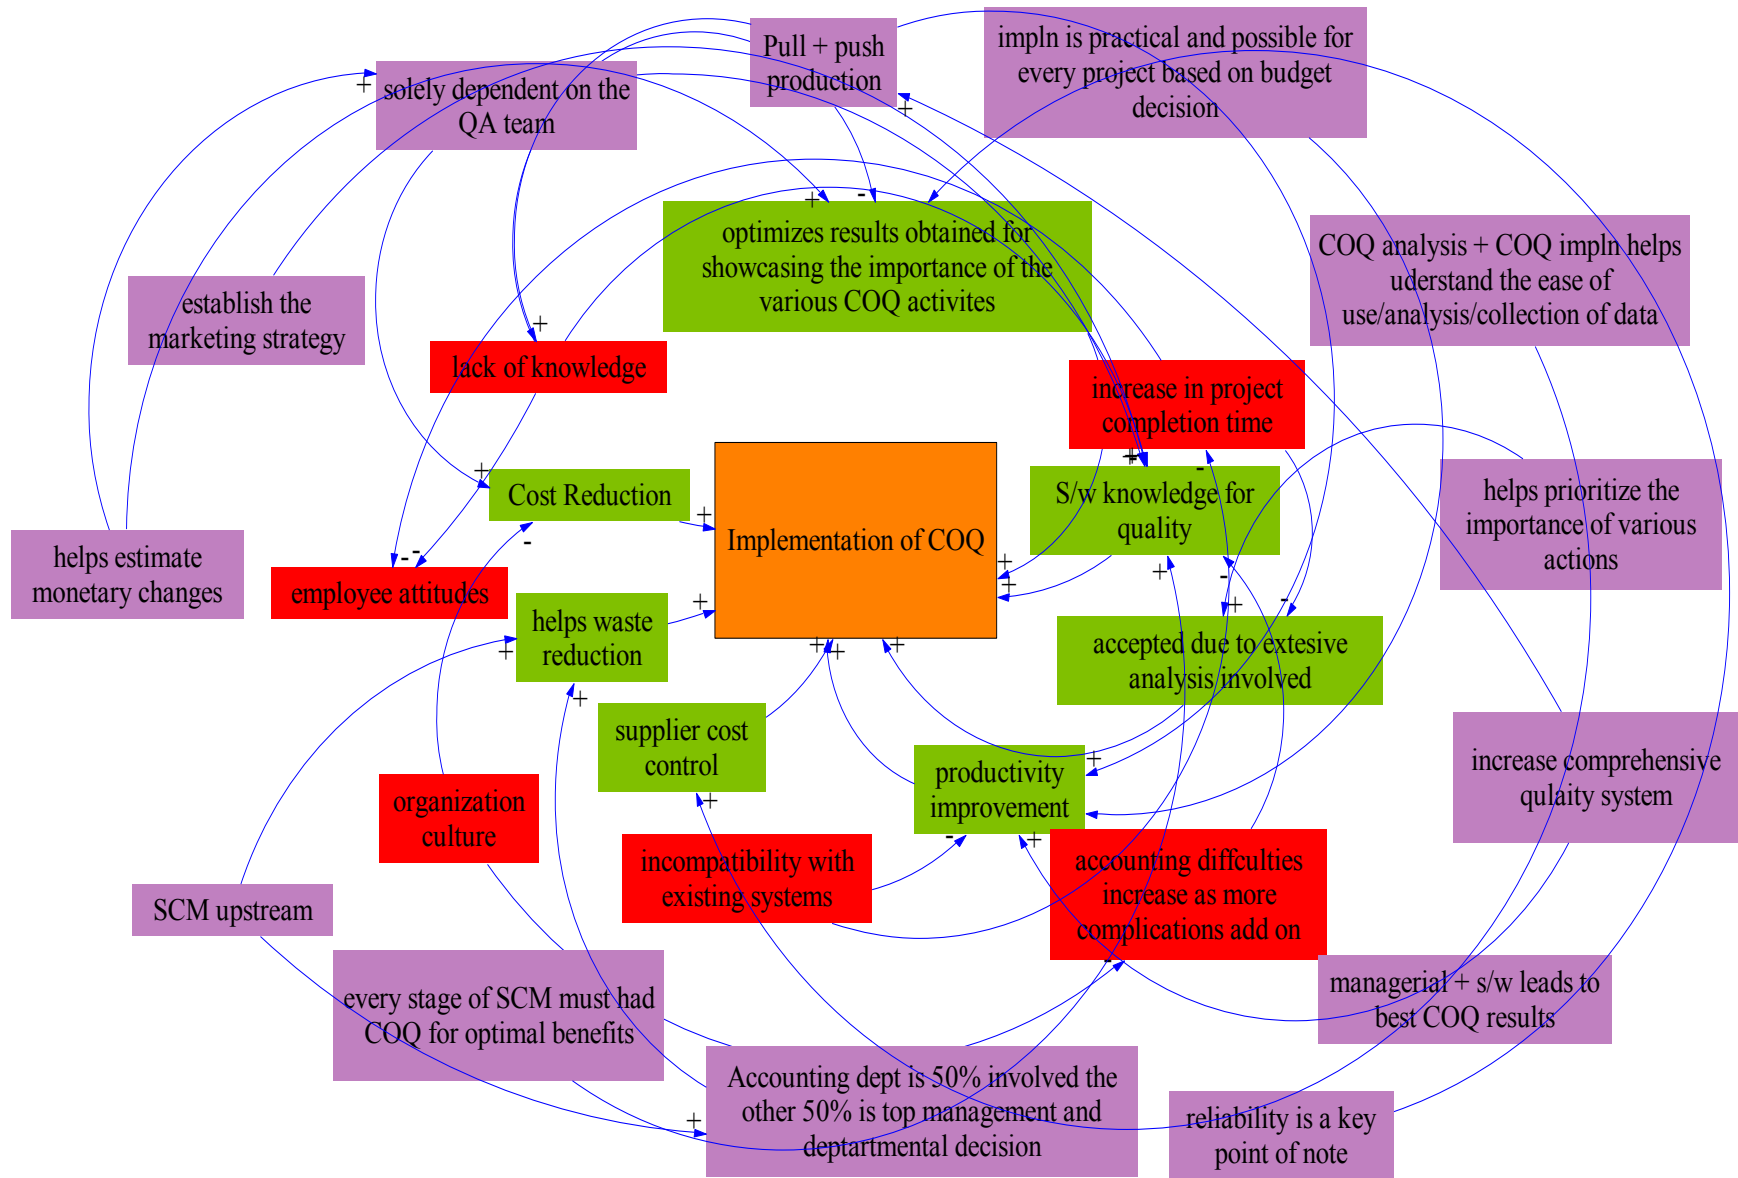 Pull + push
production
impln is practical and possible for
every project based on budget
decision
solely dependent on the
QA team
optimizes results obtained for
showcasing the importance of the
various COQ activites
COQ analysis + COQ impln helps
uderstand the ease of
use/analysis/collection of data
establish the
marketing strategy
lack of knowledge
increase in project
completion time
Cost Reduction
Implementation of COQ
S/w knowledge for
quality
helps prioritize the
importance of various
actions
helps estimate
monetary changes
employee attitudes
helps waste
reduction
accepted due to extesive
analysis involved
supplier cost
control
productivity
improvement
increase comprehensive
qulaity system
organization
culture
incompatibility with
existing systems
accounting diffculties
increase as more
complications add on
SCM upstream
every stage of SCM must had
COQ for optimal benefits
managerial + s/w leads to
best COQ results
Accounting dept is 50% involved the
other 50% is top management and
deptartmental decision
reliability is a key
point of note